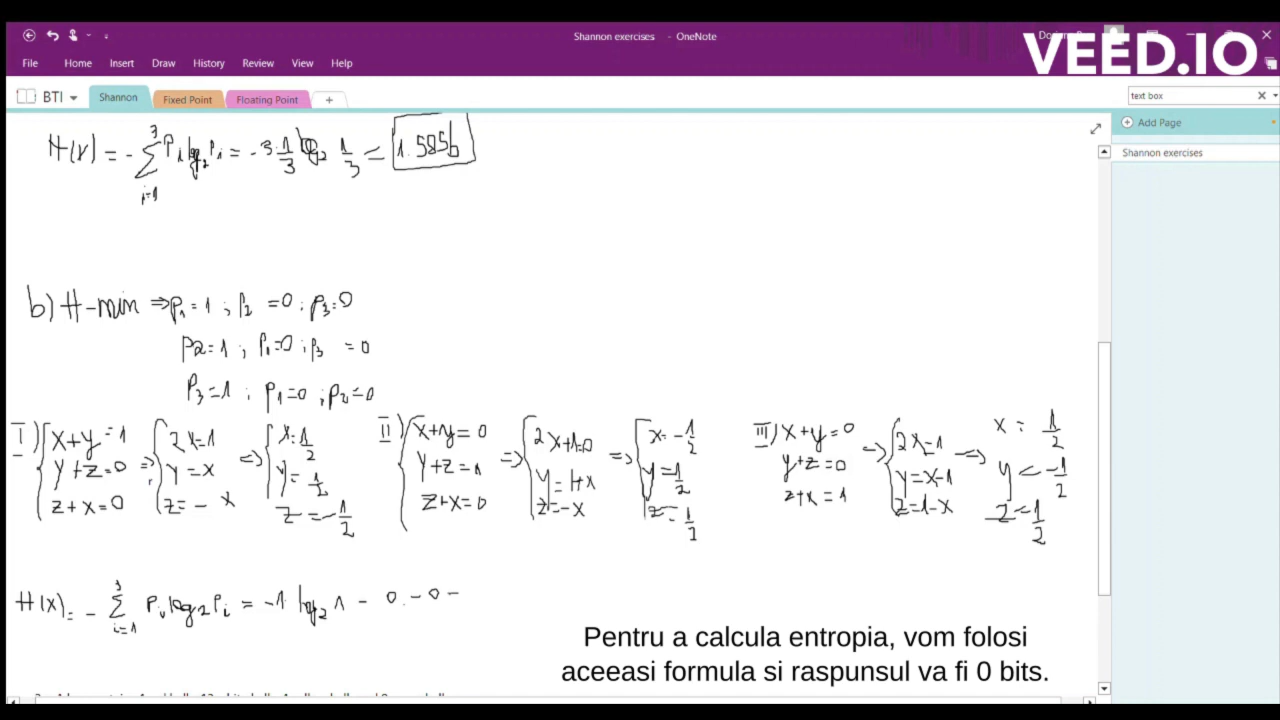 Shannon exercises - OneNote
VEED.IO
File Home Insert Draw History Review View Help
BTI Shannon Fixed Point Floating Point +
text box
Add Page
Shannon exercises
H(X) = - ∑ i=1 3 Pi log2 Pi = - 3·1/3 log2 1/3 = 1.585b
b) H-min => p1=1 ; p2 =0 ; p3=0
p2=1 ; p1=0 ; p3 =0
p3=1 ; p1=0 ; p2=0
I) x+y=1 => 2x=1 <=> x=1/2 II) x+y=0 => 2x+1=0 => x=-1/2 III) x+y=0 => 2x=1 => x=1/2
y+z=0 y=x y=1/2 y+z=1 y=1+x y=1/2 y+z=0 y=x-1 y=-1/2
z+x=0 z=-x z=-1/2 z+x=0 z=-x z=1/2 z+x=1 z=1-x z=1/2
H(x) = - ∑ i=1 3 Pi log2 Pi = -1 log2 1 - 0 - 0 =
Pentru a calcula entropia, vom folosi
aceeasi formula si raspunsul va fi 0 bits.